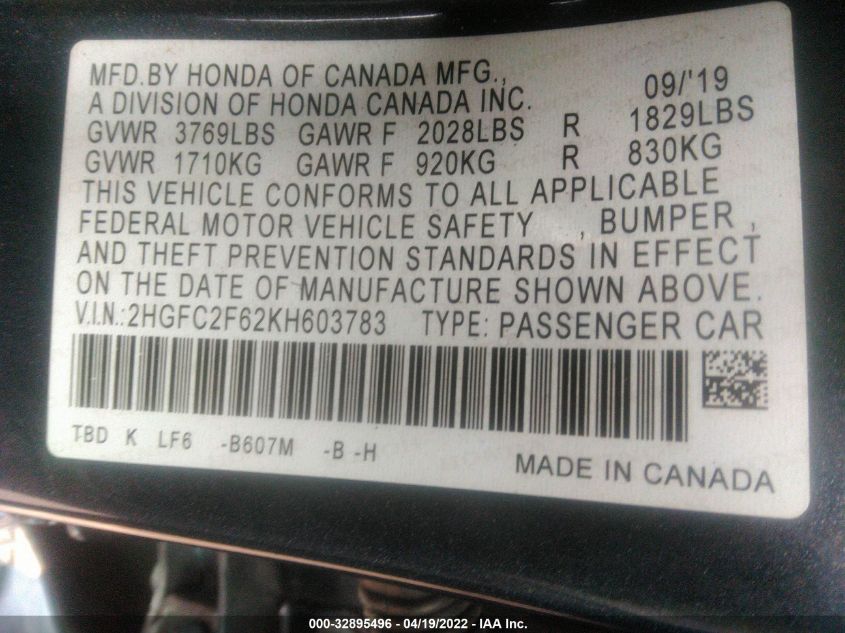 MFD.BY HONDA OF CANADA MFG., 09/'19
A DIVISION OF HONDA CANADA INC.
GVWR 3769LBS GAWR F 2028LBS R 1829LBS
GVWR 1710KG GAWR F 920KG R 830KG
THIS VEHICLE CONFORMS TO ALL APPLICABLE
FEDERAL MOTOR VEHICLE SAFETY , BUMPER ,
AND THEFT PREVENTION STANDARDS IN EFFECT
ON THE DATE OF MANUFACTURE SHOWN ABOVE.
V.I.N.:2HGFC2F62KH603783 TYPE: PASSENGER CAR
TBD K LF6 -B607M -B -H
MADE IN CANADA
000-32895496 - 04/19/2022 - IAA Inc.